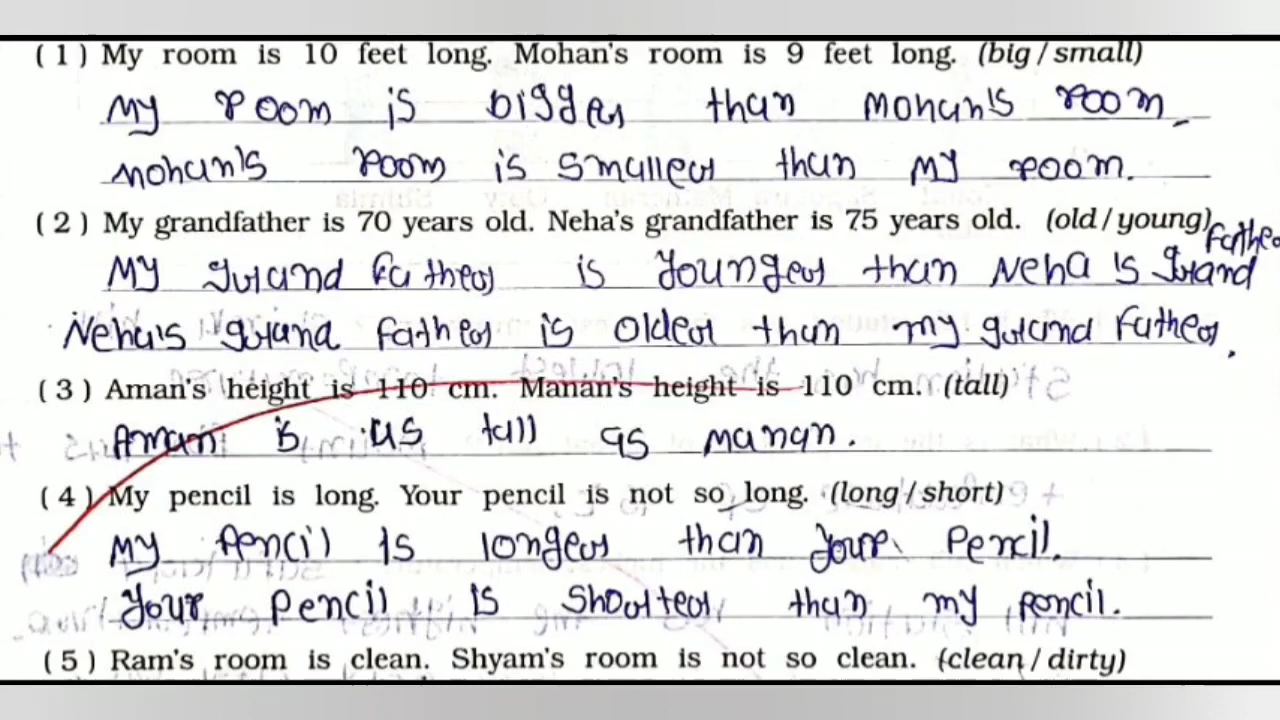 ( 1 ) My room is 10 feet long. Mohan's room is 9 feet long. (big / small)
My room is bigger than Mohan's room.
Mohan's room is smaller than my room.
( 2 ) My grandfather is 70 years old. Neha's grandfather is 75 years old. (old / young)
father
My grand father is younger than Neha's grand
Neha's grand father is older than my grand father.
( 3 ) Aman's height is 110 cm. Manan's height is 110 cm. (tall)
Aman is as tall as manan.
( 4 ) My pencil is long. Your pencil is not so long. (long / short)
My pencil is longer than your pencil.
Your pencil is shorter than my pencil.
( 5 ) Ram's room is clean. Shyam's room is not so clean. (clean / dirty)